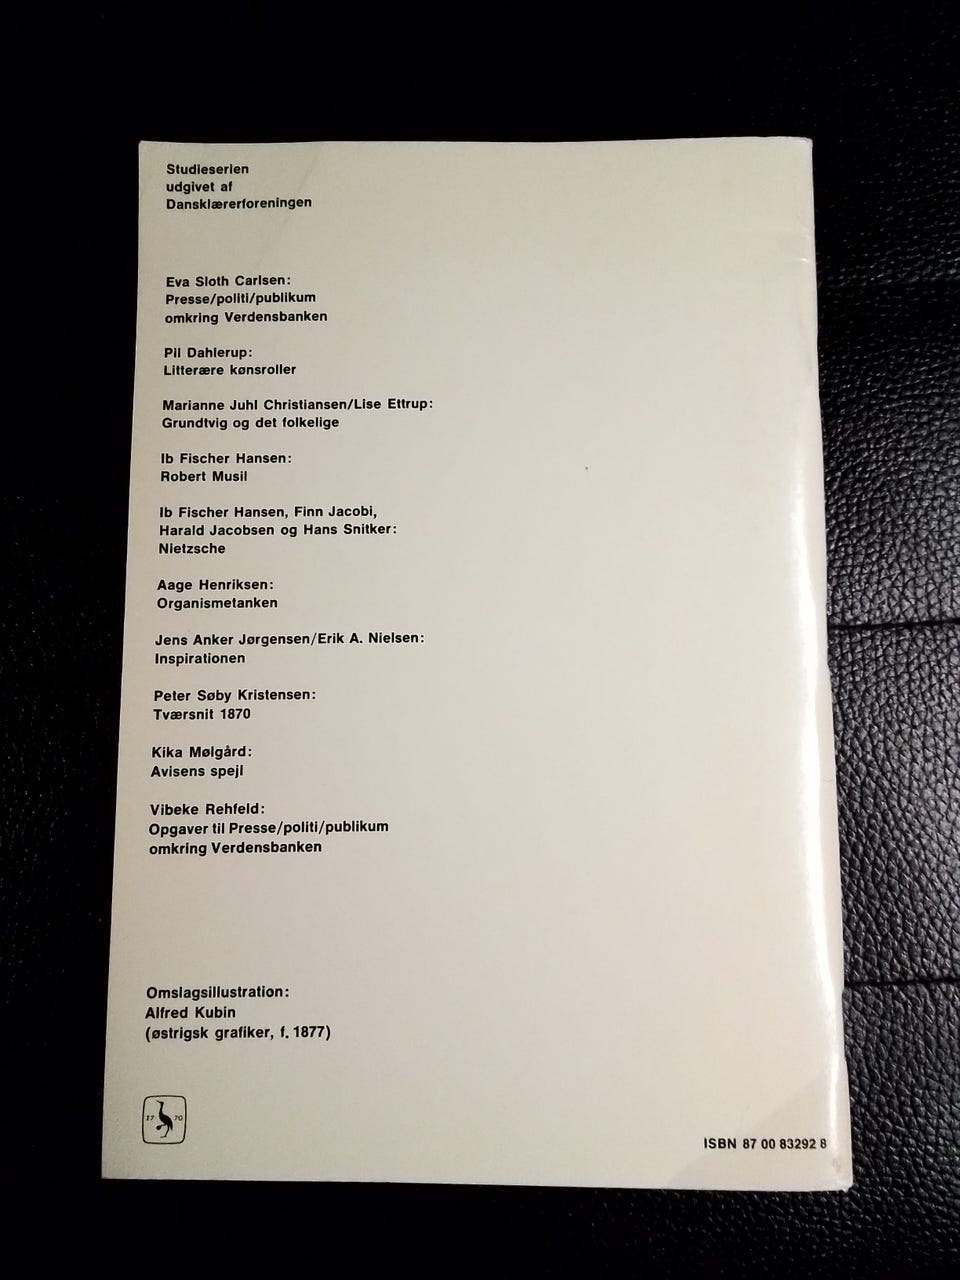 Studieserien
udgivet af
Dansklærerforeningen
Eva Sloth Carlsen:
Presse/politi/publikum
omkring Verdensbanken
Pil Dahlerup:
Litterære kønsroller
Marianne Juhl Christiansen/Lise Ettrup:
Grundtvig og det folkelige
Ib Fischer Hansen:
Robert Musil
Ib Fischer Hansen, Finn Jacobi,
Harald Jacobsen og Hans Snitker:
Nietzsche
Aage Henriksen:
Organismetanken
Jens Anker Jørgensen/Erik A. Nielsen:
Inspirationen
Peter Søby Kristensen:
Tværsnit 1870
Kika Mølgård:
Avisens spejl
Vibeke Rehfeld:
Opgaver til Presse/politi/publikum
omkring Verdensbanken
Omslagsillustration:
Alfred Kubin
(østrigsk grafiker, f. 1877)
17 70
ISBN 87 00 83292 8